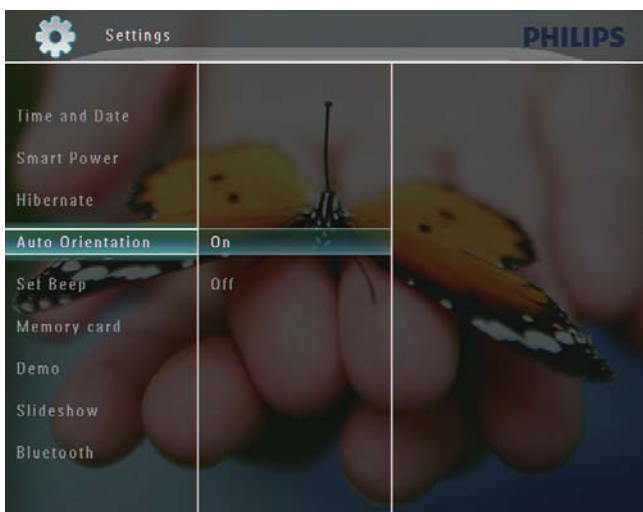 Settings
PHILIPS
Time and Date
Smart Power
Hibernate
Auto Orientation
On
Set Beep
Off
Memory card
Demo
Slideshow
Bluetooth